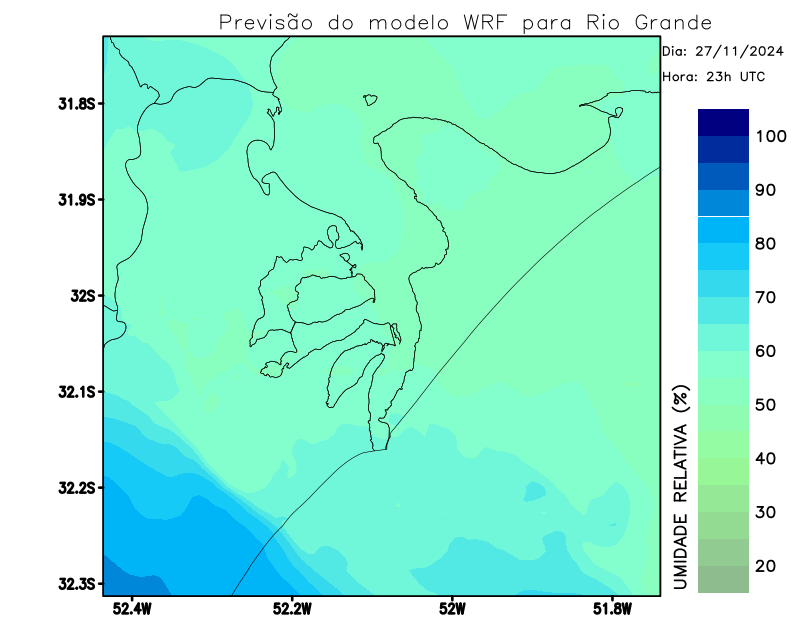 Previsão do modelo WRF para Rio Grande
Dia: 27/11/2024
Hora: 23h UTC
31.8S
31.9S
32S
32.1S
32.2S
32.3S
52.4W
52.2W
52W
51.8W
100
90
80
70
60
50
40
30
20
UMIDADE RELATIVA (%)